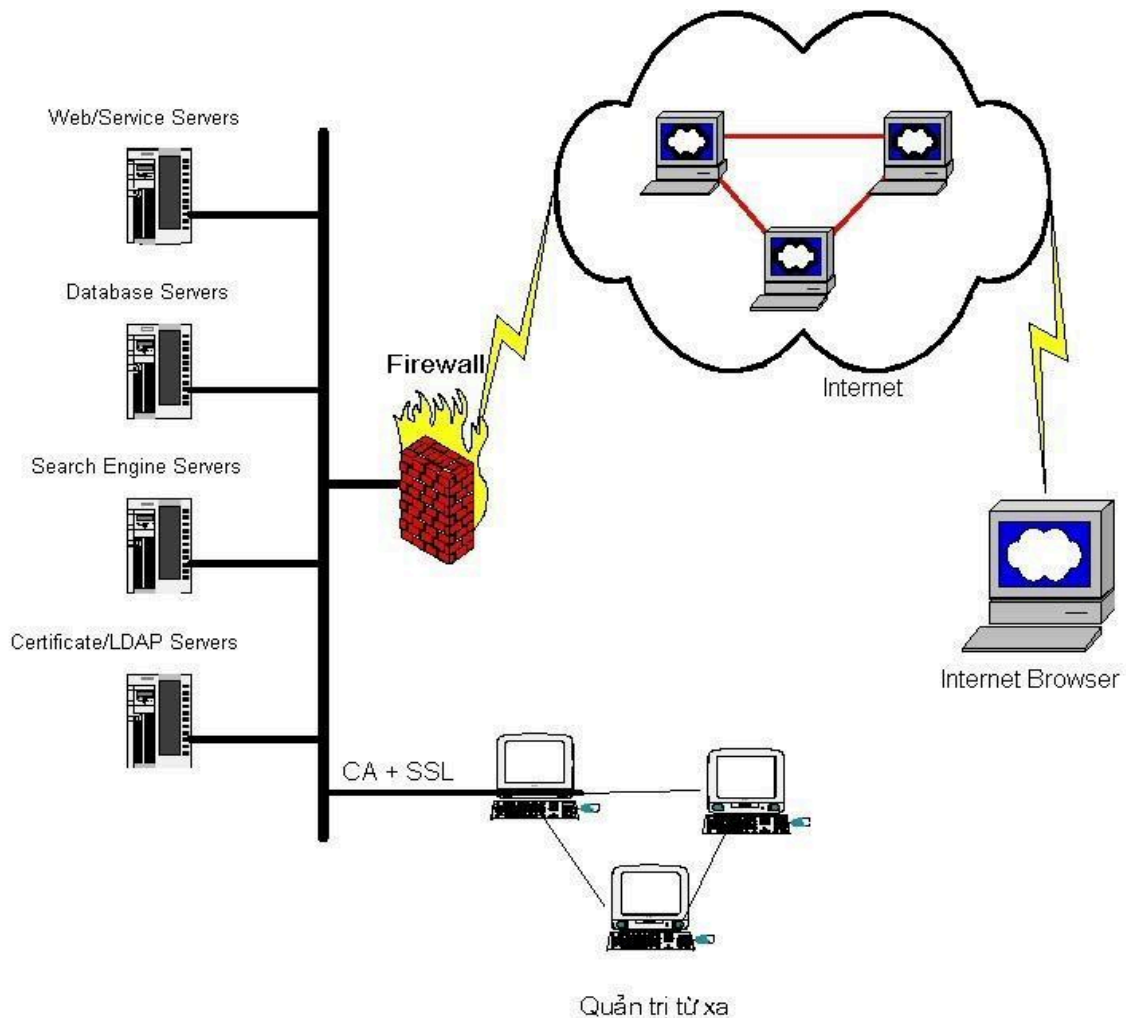 Web/Service Servers
Database Servers
Firewall
Internet
Search Engine Servers
Certificate/LDAP Servers
Internet Browser
CA + SSL
Quản tri từ xa